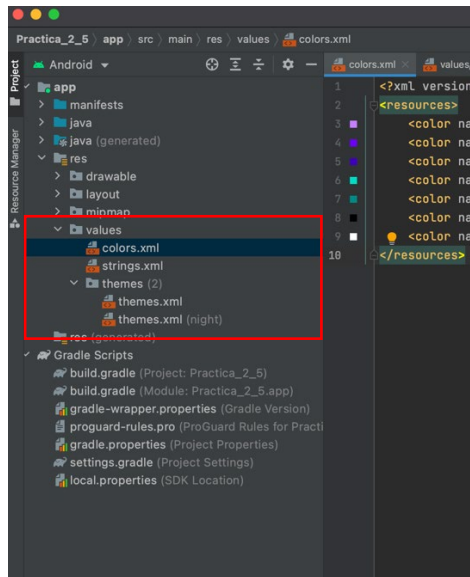 Practica_2_5 > app > src > main > res > values > colors.xml
Project
Resource Manager
Android
app
manifests
java
java (generated)
res
drawable
layout
mipmap
values
colors.xml
strings.xml
themes (2)
themes.xml
themes.xml (night)
res (generated)
Gradle Scripts
build.gradle (Project: Practica_2_5)
build.gradle (Module: Practica_2_5.app)
gradle-wrapper.properties (Gradle Version)
proguard-rules.pro (ProGuard Rules for Practi
gradle.properties (Project Properties)
settings.gradle (Project Settings)
local.properties (SDK Location)
colors.xml
values
1 <?xml version
2 <resources>
3 <color na
4 <color na
5 <color na
6 <color na
7 <color na
8 <color na
9 <color na
10 </resources>